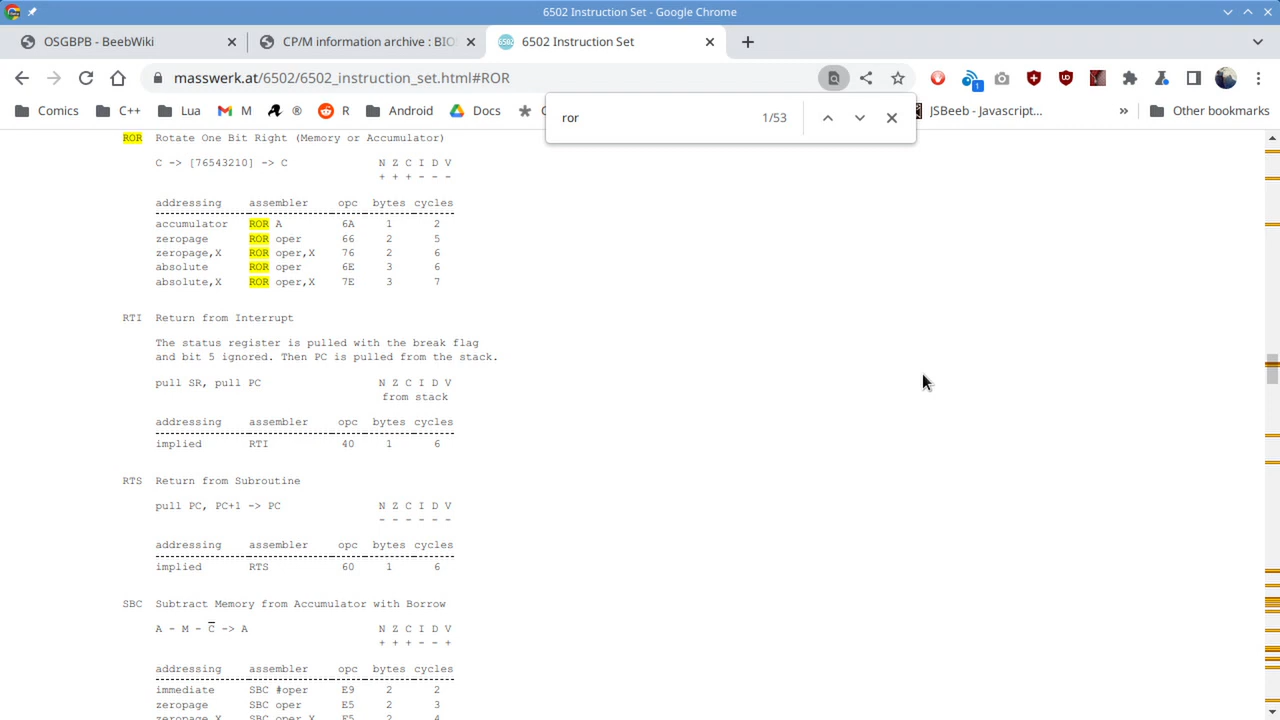 6502 Instruction Set - Google Chrome
OSGBPB - BeebWiki
CP/M information archive : BIO
6502 Instruction Set
masswerk.at/6502/6502_instruction_set.html#ROR
1
Comics
C++
Lua
M
®
R
Android
Docs
JSBeeb - Javascript...
»
Other bookmarks
ror 1/53
ROR Rotate One Bit Right (Memory or Accumulator)
C -> [76543210] -> C N Z C I D V
+ + + - - -
addressing assembler opc bytes cycles
accumulator ROR A 6A 1 2
zeropage ROR oper 66 2 5
zeropage,X ROR oper,X 76 2 6
absolute ROR oper 6E 3 6
absolute,X ROR oper,X 7E 3 7
RTI Return from Interrupt
The status register is pulled with the break flag
and bit 5 ignored. Then PC is pulled from the stack.
pull SR, pull PC N Z C I D V
from stack
addressing assembler opc bytes cycles
implied RTI 40 1 6
RTS Return from Subroutine
pull PC, PC+1 -> PC N Z C I D V
- - - - - -
addressing assembler opc bytes cycles
implied RTS 60 1 6
SBC Subtract Memory from Accumulator with Borrow
A - M - C̅ -> A N Z C I D V
+ + + - - +
addressing assembler opc bytes cycles
immediate SBC #oper E9 2 2
zeropage SBC oper E5 2 3
zeropage,X SBC oper,X F5 2 4